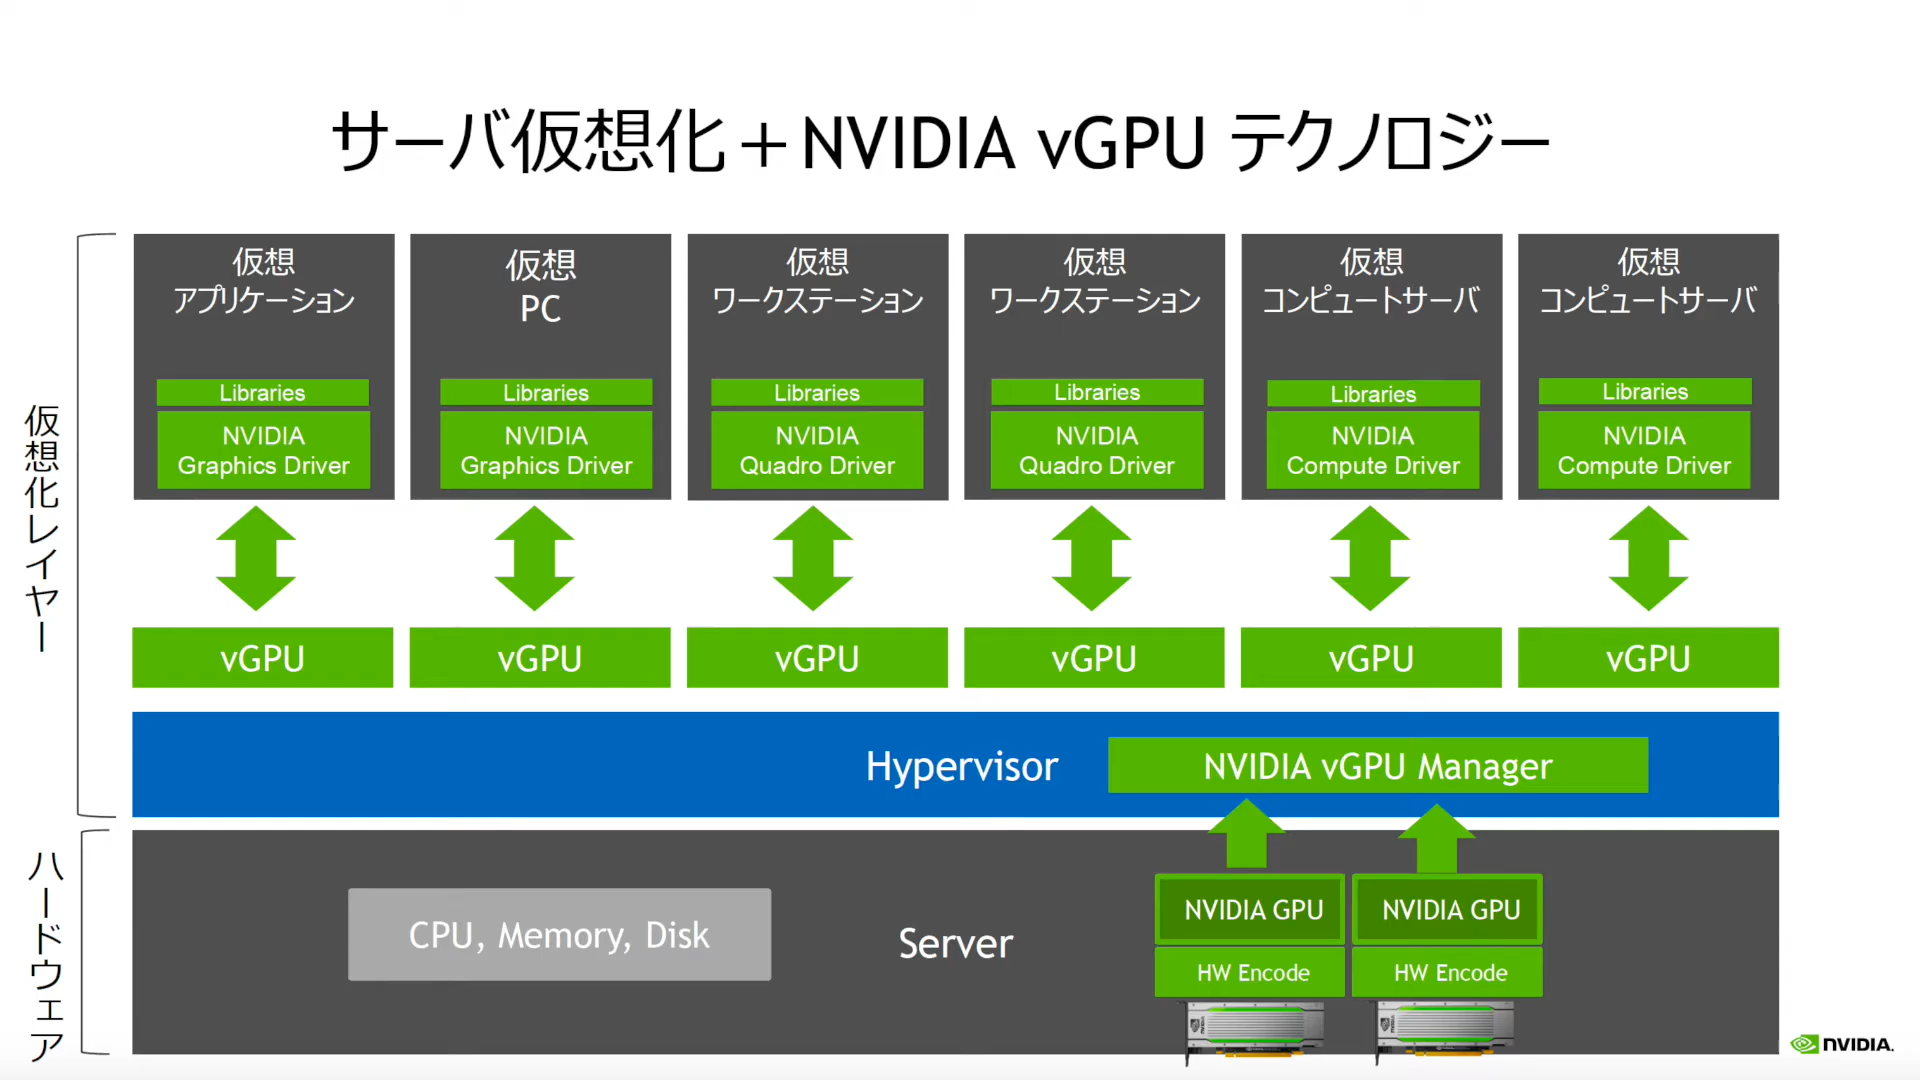 サーバ仮想化＋NVIDIA vGPU テクノロジー
仮想化レイヤー
仮想
アプリケーション
Libraries
NVIDIA
Graphics Driver
仮想
PC
Libraries
NVIDIA
Graphics Driver
仮想
ワークステーション
Libraries
NVIDIA
Quadro Driver
仮想
ワークステーション
Libraries
NVIDIA
Quadro Driver
仮想
コンピュートサーバ
Libraries
NVIDIA
Compute Driver
仮想
コンピュートサーバ
Libraries
NVIDIA
Compute Driver
vGPU
vGPU
vGPU
vGPU
vGPU
vGPU
Hypervisor
NVIDIA vGPU Manager
ハードウェア
CPU, Memory, Disk
Server
NVIDIA GPU
HW Encode
NVIDIA GPU
HW Encode
NVIDIA.